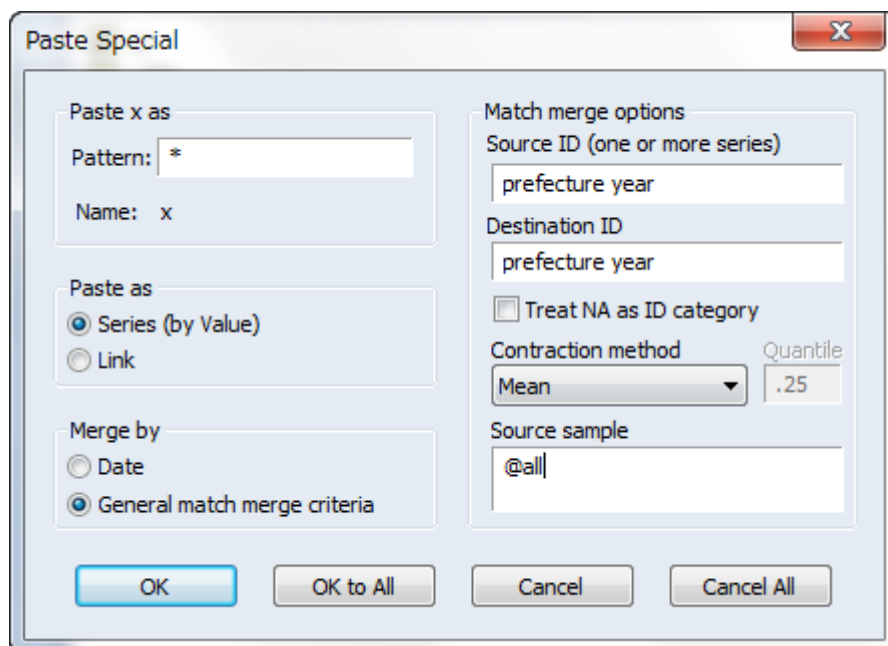 Paste Special
Paste x as
Pattern: *
Name: x
Paste as
Series (by Value)
Link
Merge by
Date
General match merge criteria
Match merge options
Source ID (one or more series)
prefecture year
Destination ID
prefecture year
Treat NA as ID category
Contraction method Quantile
Mean .25
Source sample
@all
OK OK to All Cancel Cancel All